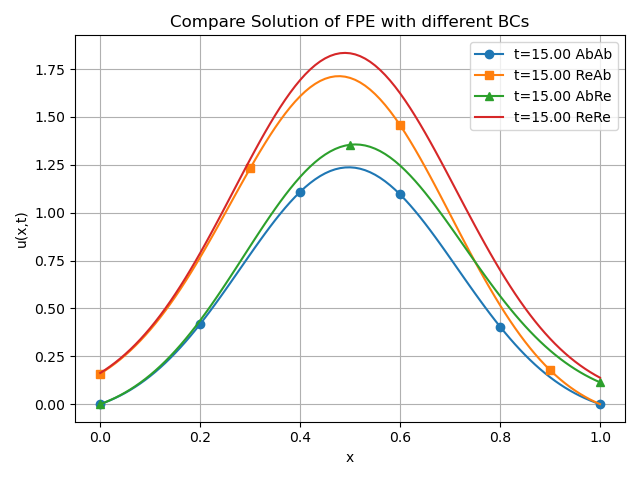 Compare Solution of FPE with different BCs
t=15.00 AbAb
t=15.00 ReAb
t=15.00 AbRe
t=15.00 ReRe
u(x,t)
1.75
1.50
1.25
1.00
0.75
0.50
0.25
0.00
0.0 0.2 0.4 0.6 0.8 1.0
x